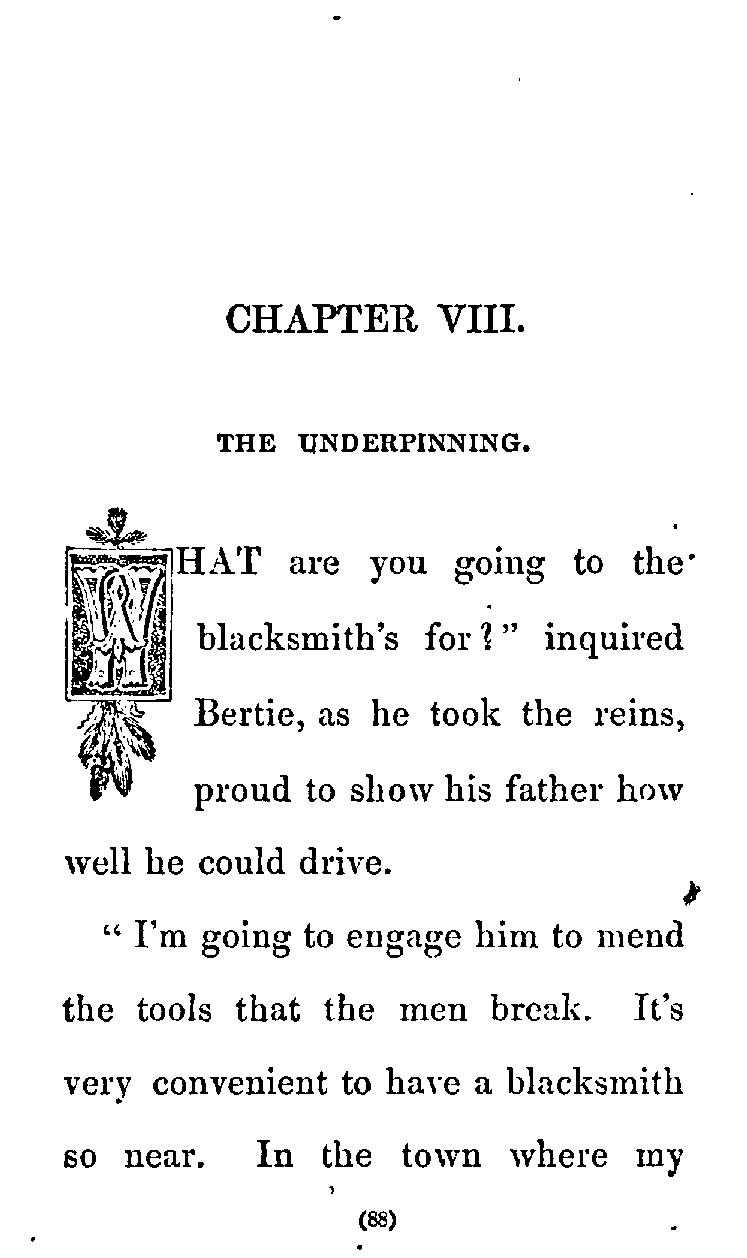 CHAPTER VIII.
THE UNDERPINNING.
WHAT are you going to the
blacksmith's for?" inquired
Bertie, as he took the reins,
proud to show his father how
well he could drive.
"I'm going to engage him to mend
the tools that the men break. It's
very convenient to have a blacksmith
so near. In the town where my
(88)